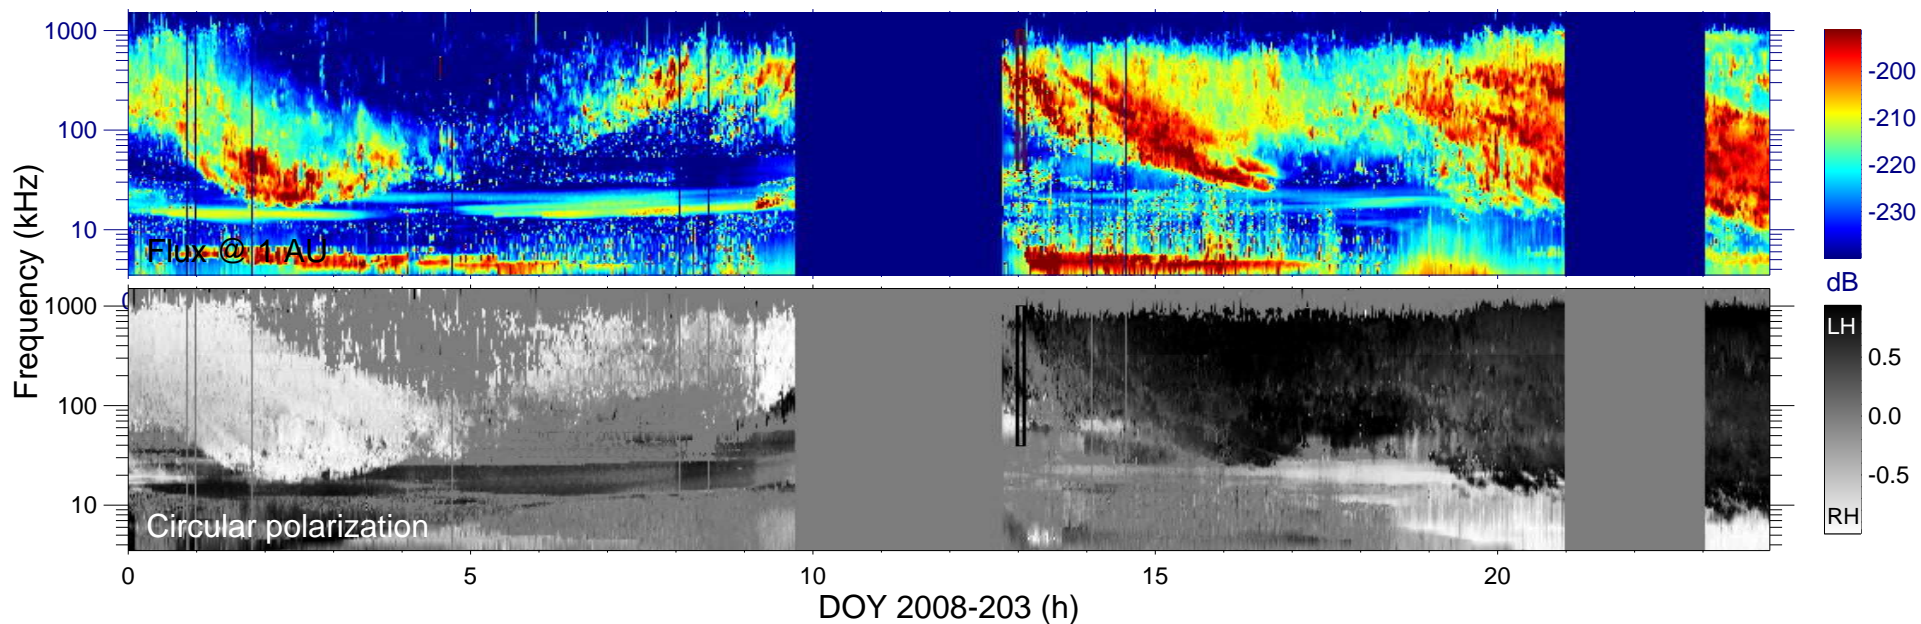 1000
100
10
Flux @ 1 AU
-200
-210
-220
-230
dB
0
Frequency (kHz)
1000
100
10
Circular polarization
LH
0.5
0.0
-0.5
RH
0
5
10
15
20
DOY 2008-203 (h)